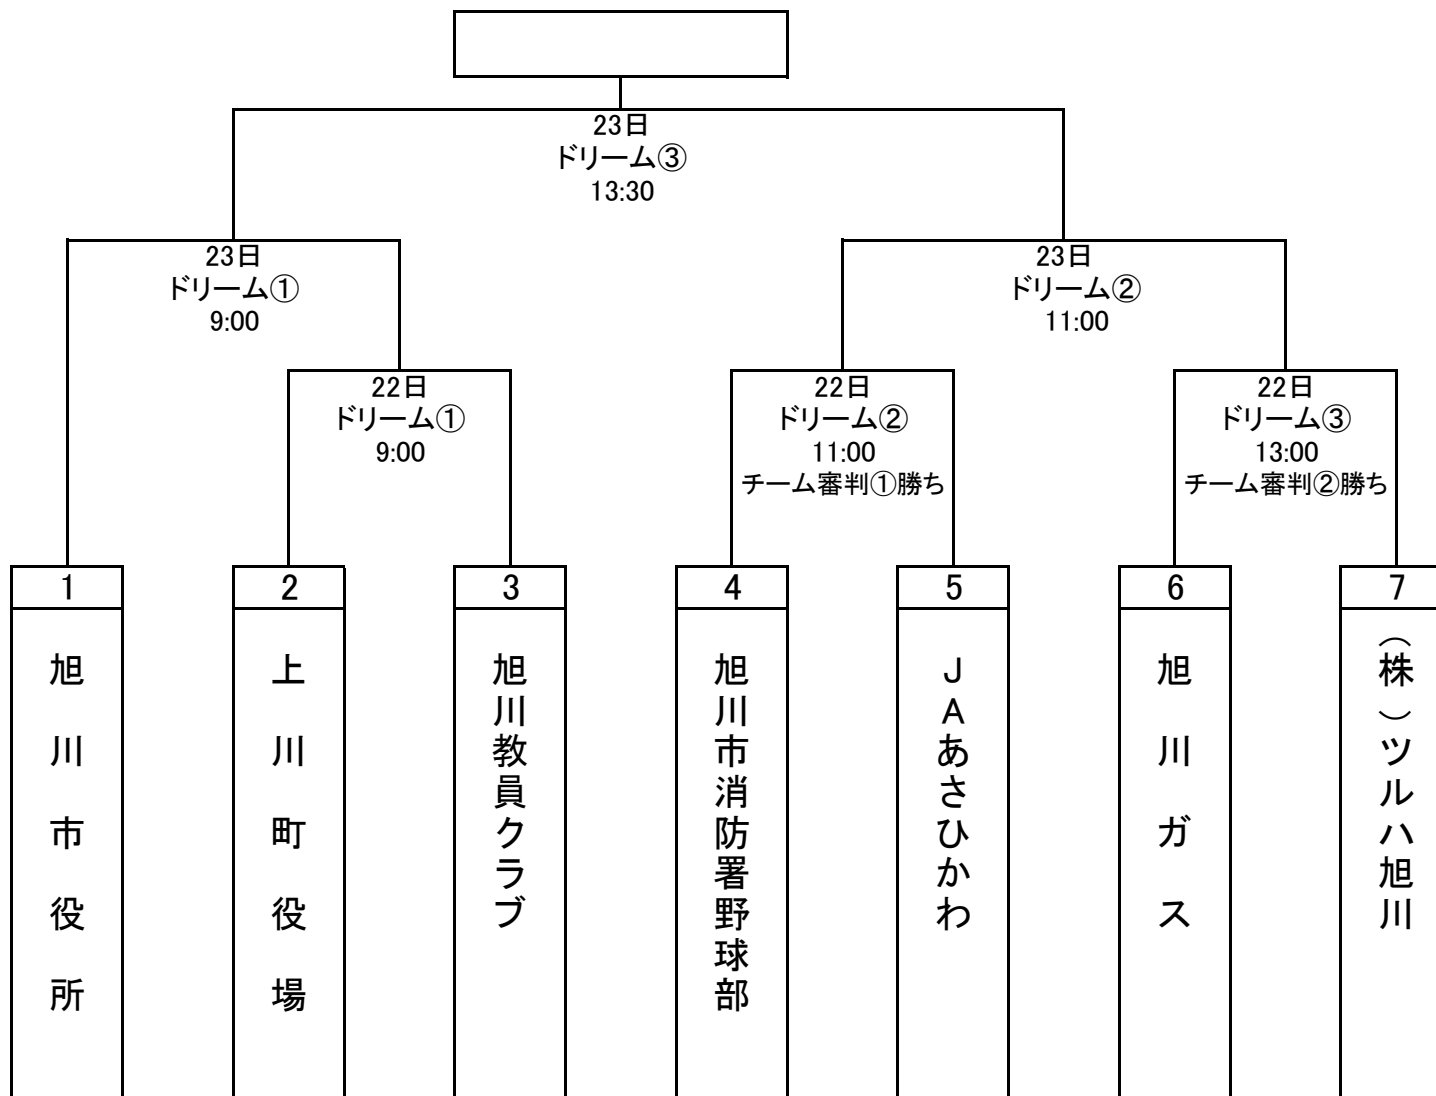 23日
ドリーム③
13:30
23日
ドリーム①
9:00
23日
ドリーム②
11:00
22日
ドリーム①
9:00
22日
ドリーム②
11:00
チーム審判①勝ち
22日
ドリーム③
13:00
チーム審判②勝ち
1
2
3
4
5
6
7
旭川市役所
上川町役場
旭川教員クラブ
旭川市消防署野球部
JAあさひかわ
旭川ガス
(株)ツルハ旭川